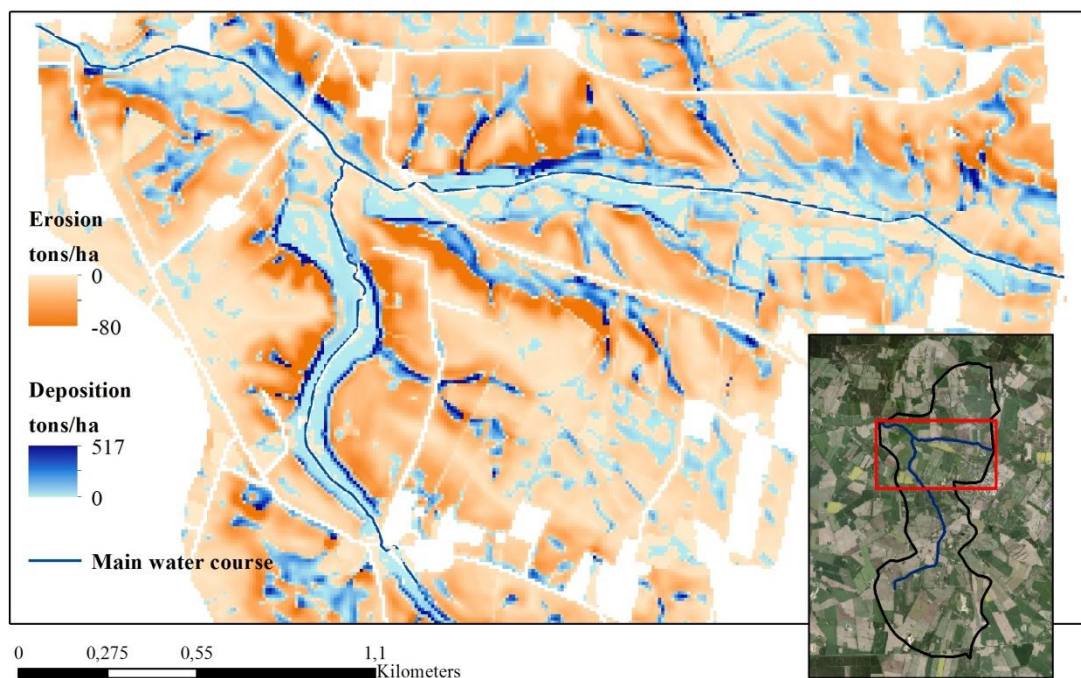 Erosion
tons/ha
0
-80
Deposition
tons/ha
517
0
Main water course
0 0,275 0,55 1,1
Kilometers